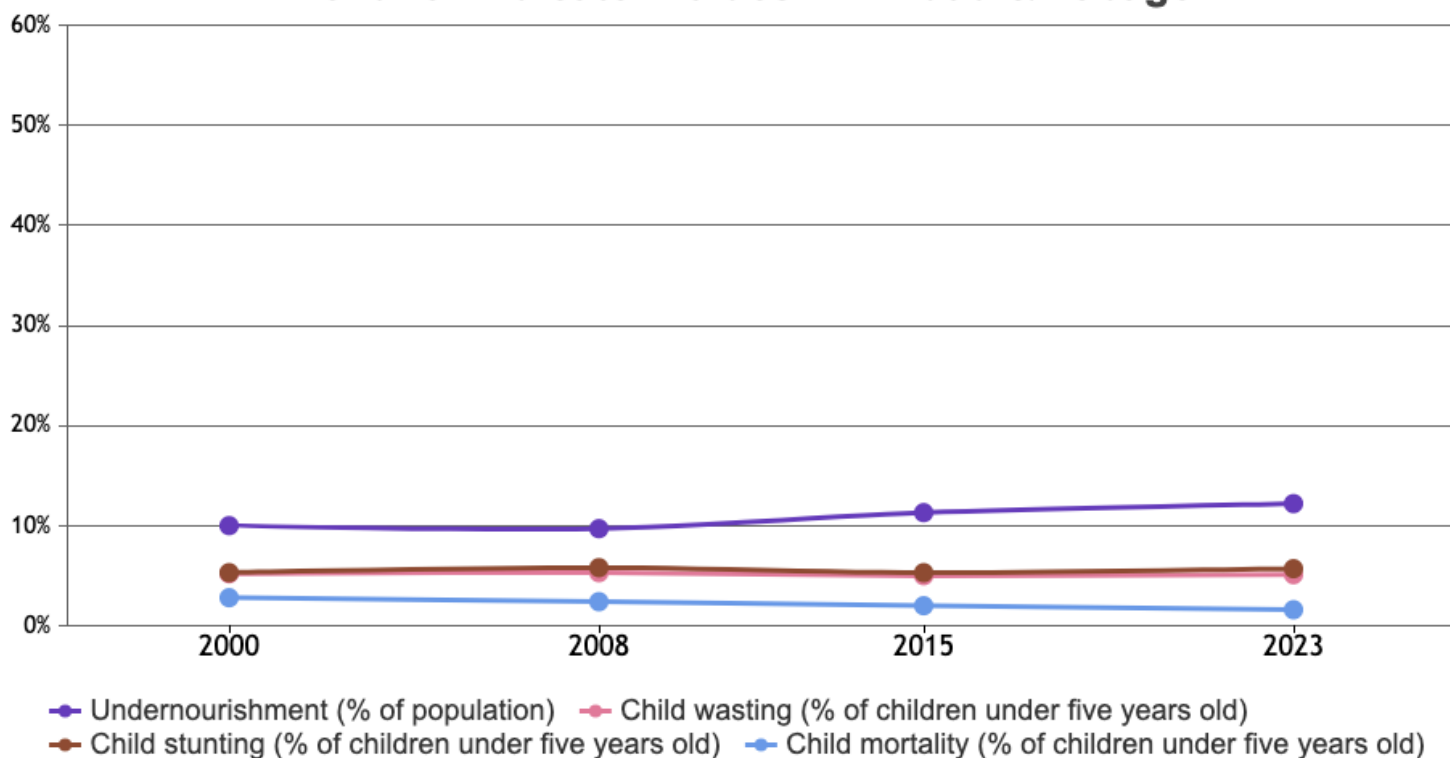 60%
50%
40%
30%
20%
10%
0%
2000 2008 2015 2023
Undernourishment (% of population) Child wasting (% of children under five years old)
Child stunting (% of children under five years old) Child mortality (% of children under five years old)